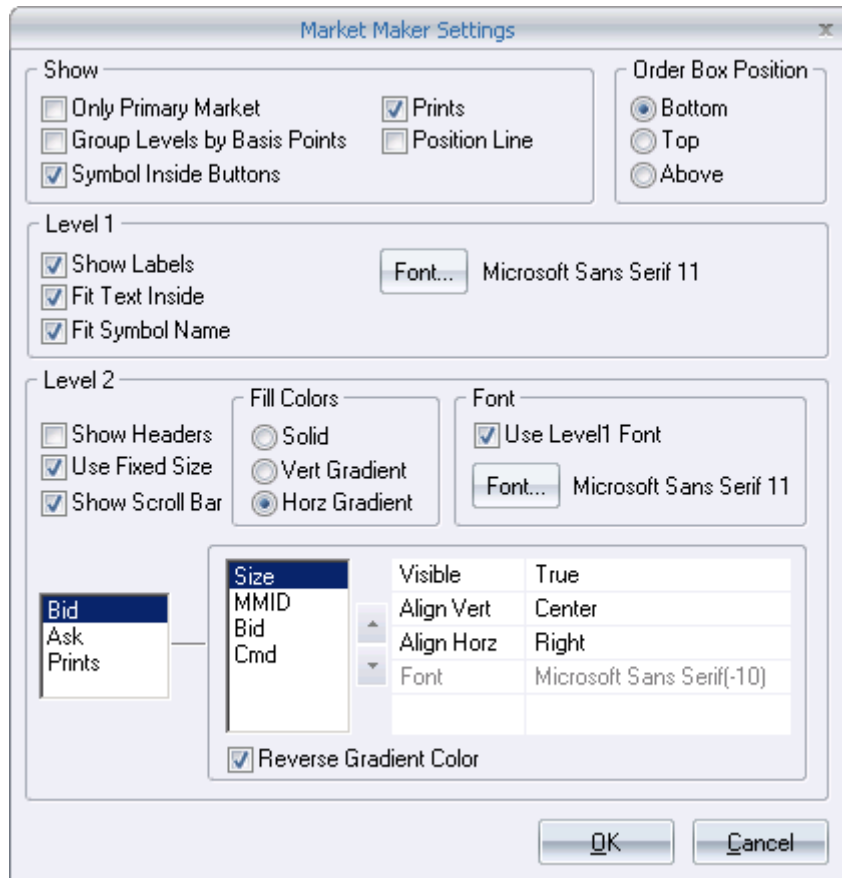 Market Maker Settings x
Show
Only Primary Market
Prints
Group Levels by Basis Points
Position Line
Symbol Inside Buttons
Order Box Position
Bottom
Top
Above
Level 1
Show Labels
Fit Text Inside
Fit Symbol Name
Font... Microsoft Sans Serif 11
Level 2
Show Headers
Use Fixed Size
Show Scroll Bar
Fill Colors
Solid
Vert Gradient
Horz Gradient
Font
Use Level1 Font
Font... Microsoft Sans Serif 11
Bid
Ask
Prints
Size
MMID
Bid
Cmd
Visible True
Align Vert Center
Align Horz Right
Font Microsoft Sans Serif(-10)
Reverse Gradient Color
OK Cancel